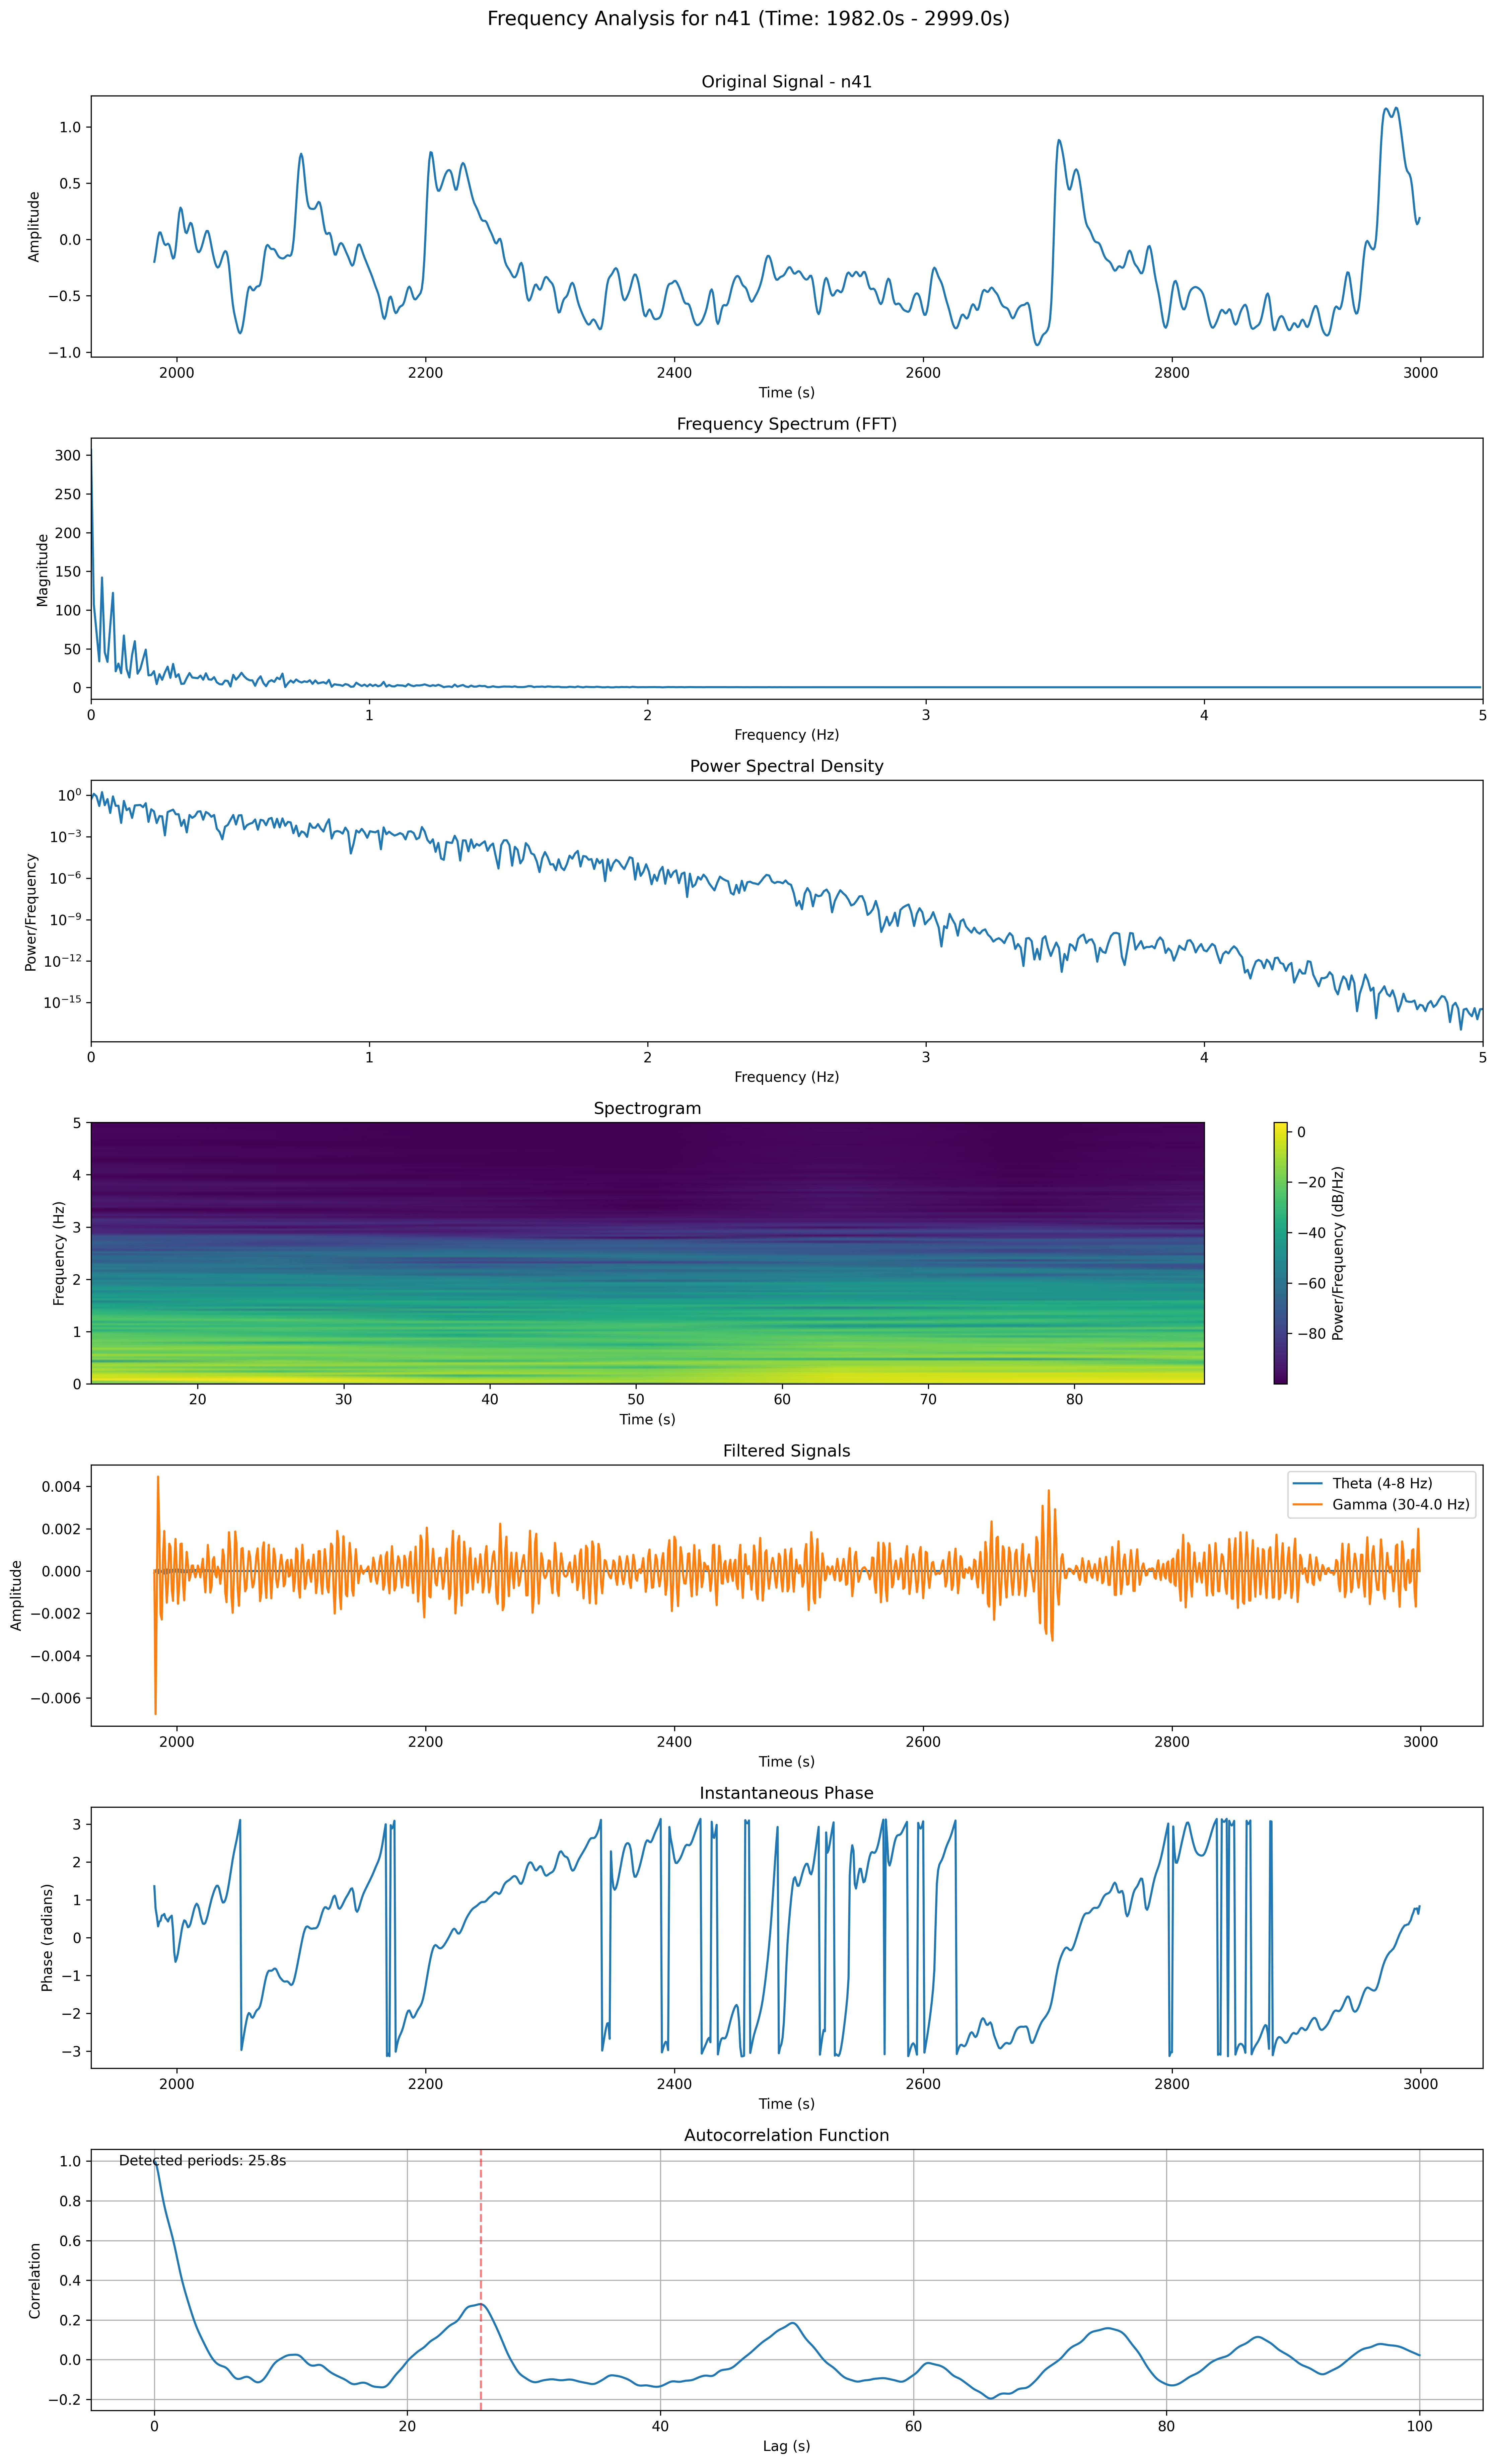 Frequency Analysis for n41 (Time: 1982.0s - 2999.0s)
Original Signal - n41
1.0
0.5
0.0
−0.5
−1.0
Amplitude
2000 2200 2400 2600 2800 3000
Time (s)
Frequency Spectrum (FFT)
300
250
200
150
100
50
0
Magnitude
0 1 2 3 4 5
Frequency (Hz)
Power Spectral Density
10⁰
10⁻³
10⁻⁶
10⁻⁹
10⁻¹²
10⁻¹⁵
Power/Frequency
0 1 2 3 4 5
Frequency (Hz)
Spectrogram
5
4
3
2
1
0
Frequency (Hz)
20 30 40 50 60 70 80
Time (s)
0
−20
−40
−60
−80
Power/Frequency (dB/Hz)
Filtered Signals
0.004
0.002
0.000
−0.002
−0.004
−0.006
Amplitude
Theta (4-8 Hz)
Gamma (30-4.0 Hz)
2000 2200 2400 2600 2800 3000
Time (s)
Instantaneous Phase
3
2
1
0
−1
−2
−3
Phase (radians)
2000 2200 2400 2600 2800 3000
Time (s)
Autocorrelation Function
Detected periods: 25.8s
1.0
0.8
0.6
0.4
0.2
0.0
−0.2
Correlation
0 20 40 60 80 100
Lag (s)